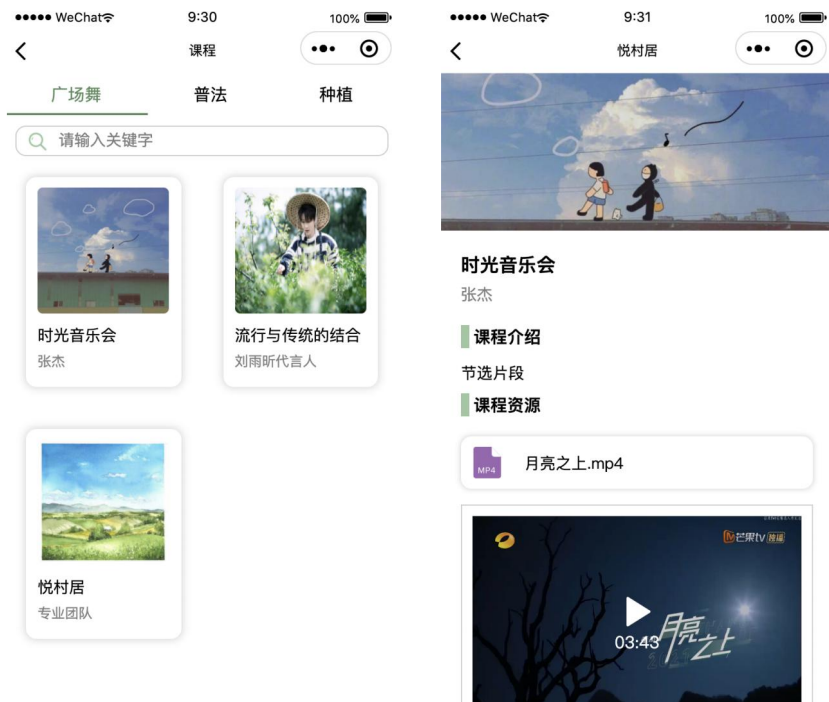 WeChat 9:30 100%
课程
广场舞 普法 种植
请输入关键字
时光音乐会
张杰
流行与传统的结合
刘雨昕代言人
悦村居
专业团队
WeChat 9:31 100%
悦村居
时光音乐会
张杰
课程介绍
节选片段
课程资源
MP4 月亮之上.mp4
芒果tv 独播
03:43
月亮之上